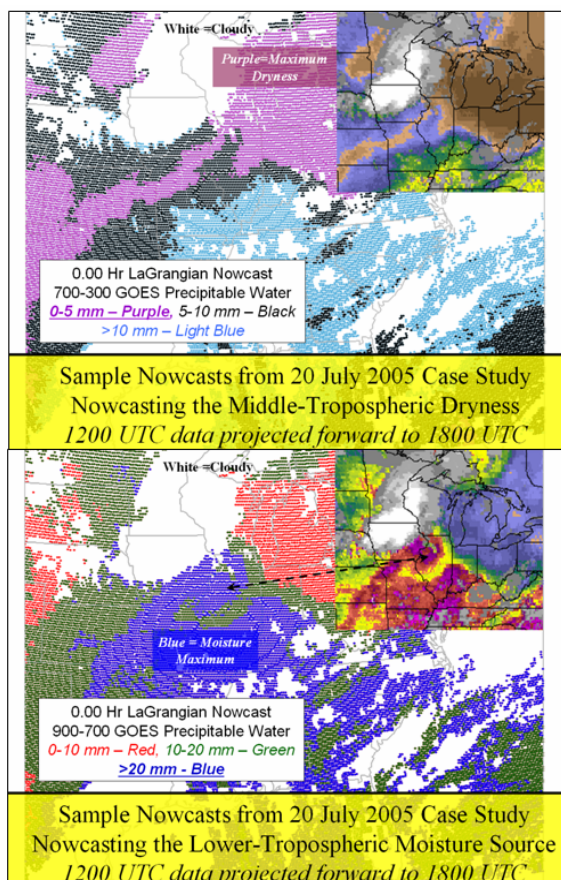 White =Cloudy
Purple=Maximum
Dryness
0.00 Hr LaGrangian Nowcast
700-300 GOES Precipitable Water
0-5 mm – Purple, 5-10 mm – Black
>10 mm – Light Blue
Sample Nowcasts from 20 July 2005 Case Study
Nowcasting the Middle-Tropospheric Dryness
1200 UTC data projected forward to 1800 UTC
White =Cloudy
Blue = Moisture
Maximum
0.00 Hr LaGrangian Nowcast
900-700 GOES Precipitable Water
0-10 mm – Red, 10-20 mm – Green
>20 mm - Blue
Sample Nowcasts from 20 July 2005 Case Study
Nowcasting the Lower-Tropospheric Moisture Source
1200 UTC data projected forward to 1800 UTC